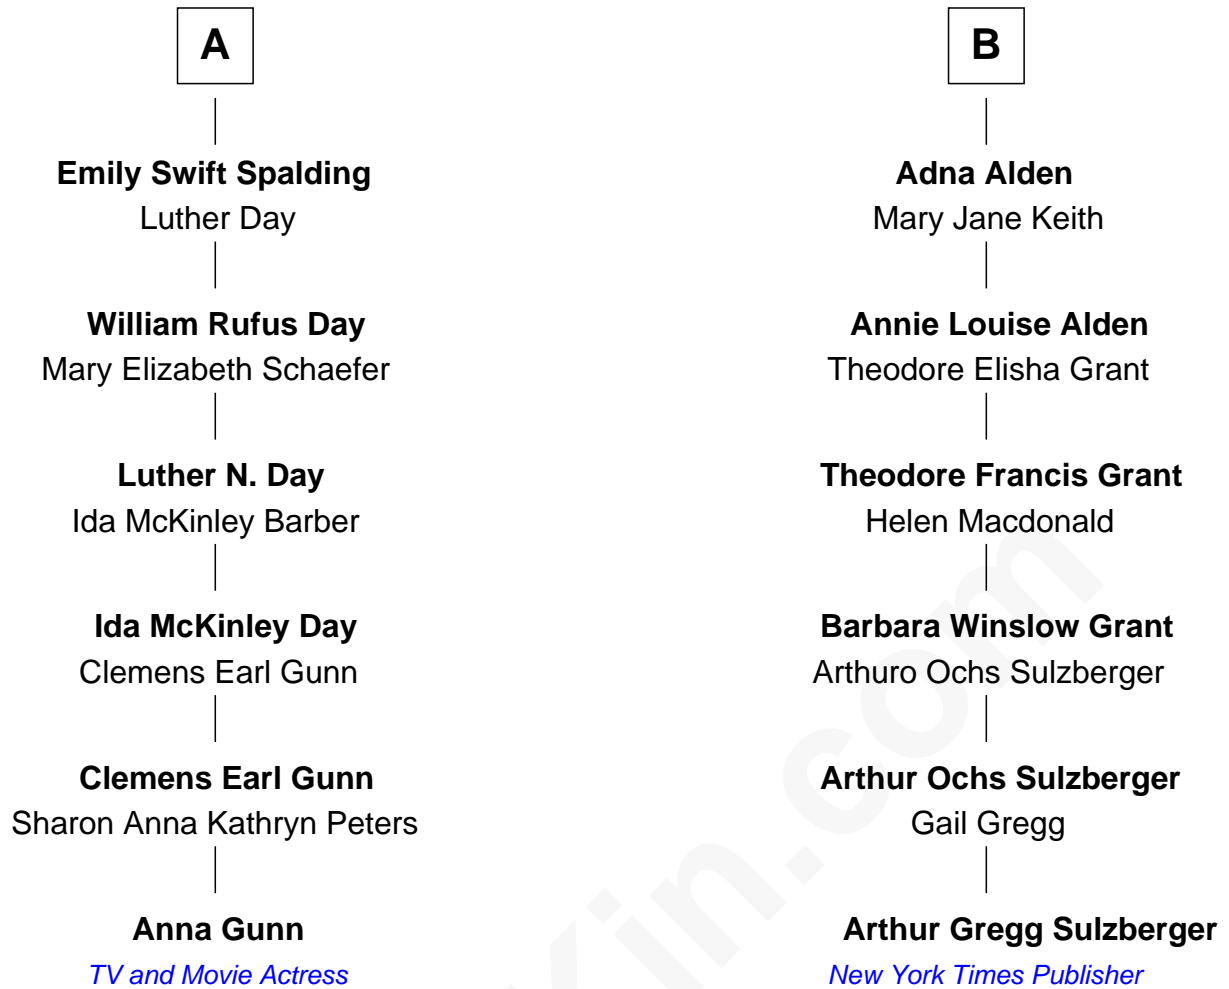 A
B
Emily Swift Spalding
Luther Day
Adna Alden
Mary Jane Keith
William Rufus Day
Mary Elizabeth Schaefer
Annie Louise Alden
Theodore Elisha Grant
Luther N. Day
Ida McKinley Barber
Theodore Francis Grant
Helen Macdonald
Ida McKinley Day
Clemens Earl Gunn
Barbara Winslow Grant
Arthuro Ochs Sulzberger
Clemens Earl Gunn
Sharon Anna Kathryn Peters
Arthur Ochs Sulzberger
Gail Gregg
Anna Gunn
TV and Movie Actress
Arthur Gregg Sulzberger
New York Times Publisher
Kin.com